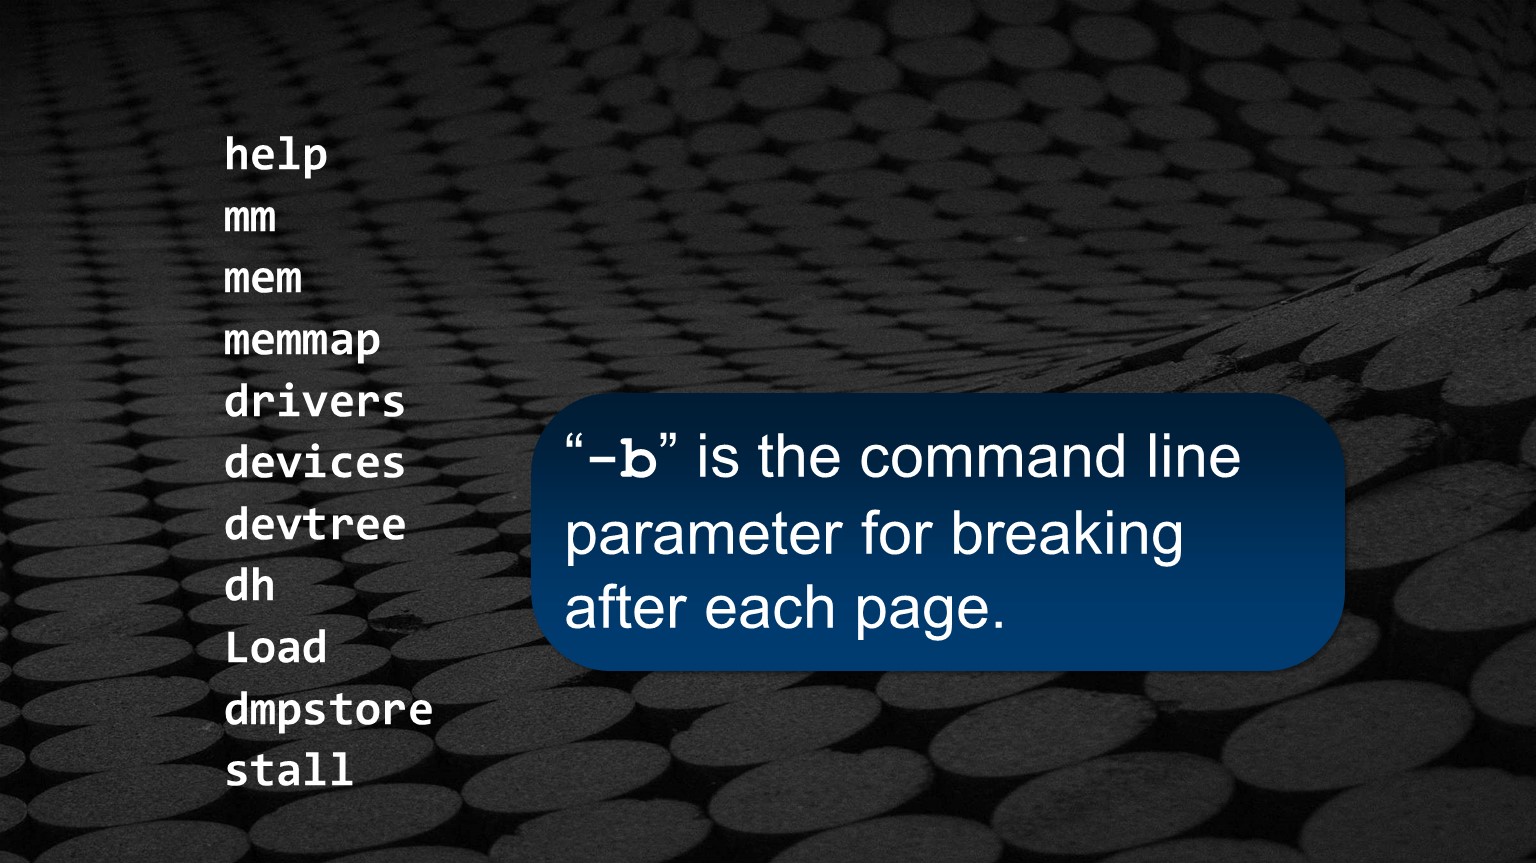 help
mm
mem
memmap
drivers
devices
devtree
dh
Load
dmpstore
stall
“–b” is the command line
parameter for breaking
after each page.